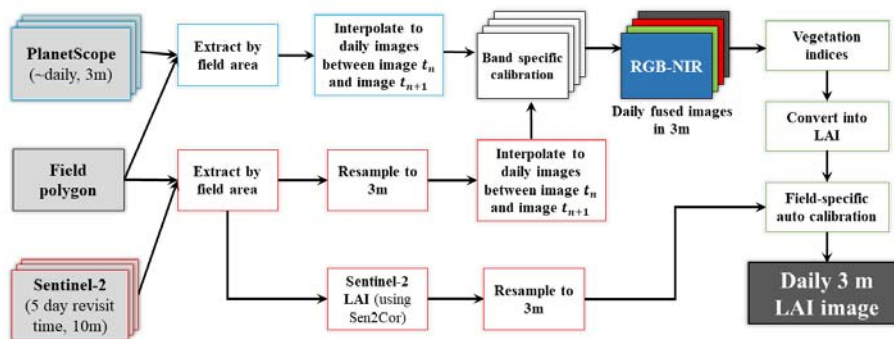 PlanetScope
(~daily, 3m)
Extract by
field area
Interpolate to
daily images
between image tₙ
and image tₙ₊₁
Band specific
calibration
RGB-NIR
Daily fused images
in 3m
Vegetation
indices
Convert into
LAI
Field
polygon
Extract by
field area
Resample to
3m
Interpolate to
daily images
between image tₙ
and image tₙ₊₁
Field-specific
auto calibration
Sentinel-2
(5 day revisit
time, 10m)
Sentinel-2
LAI (using
Sen2Cor)
Resample to
3m
Daily 3 m
LAI image